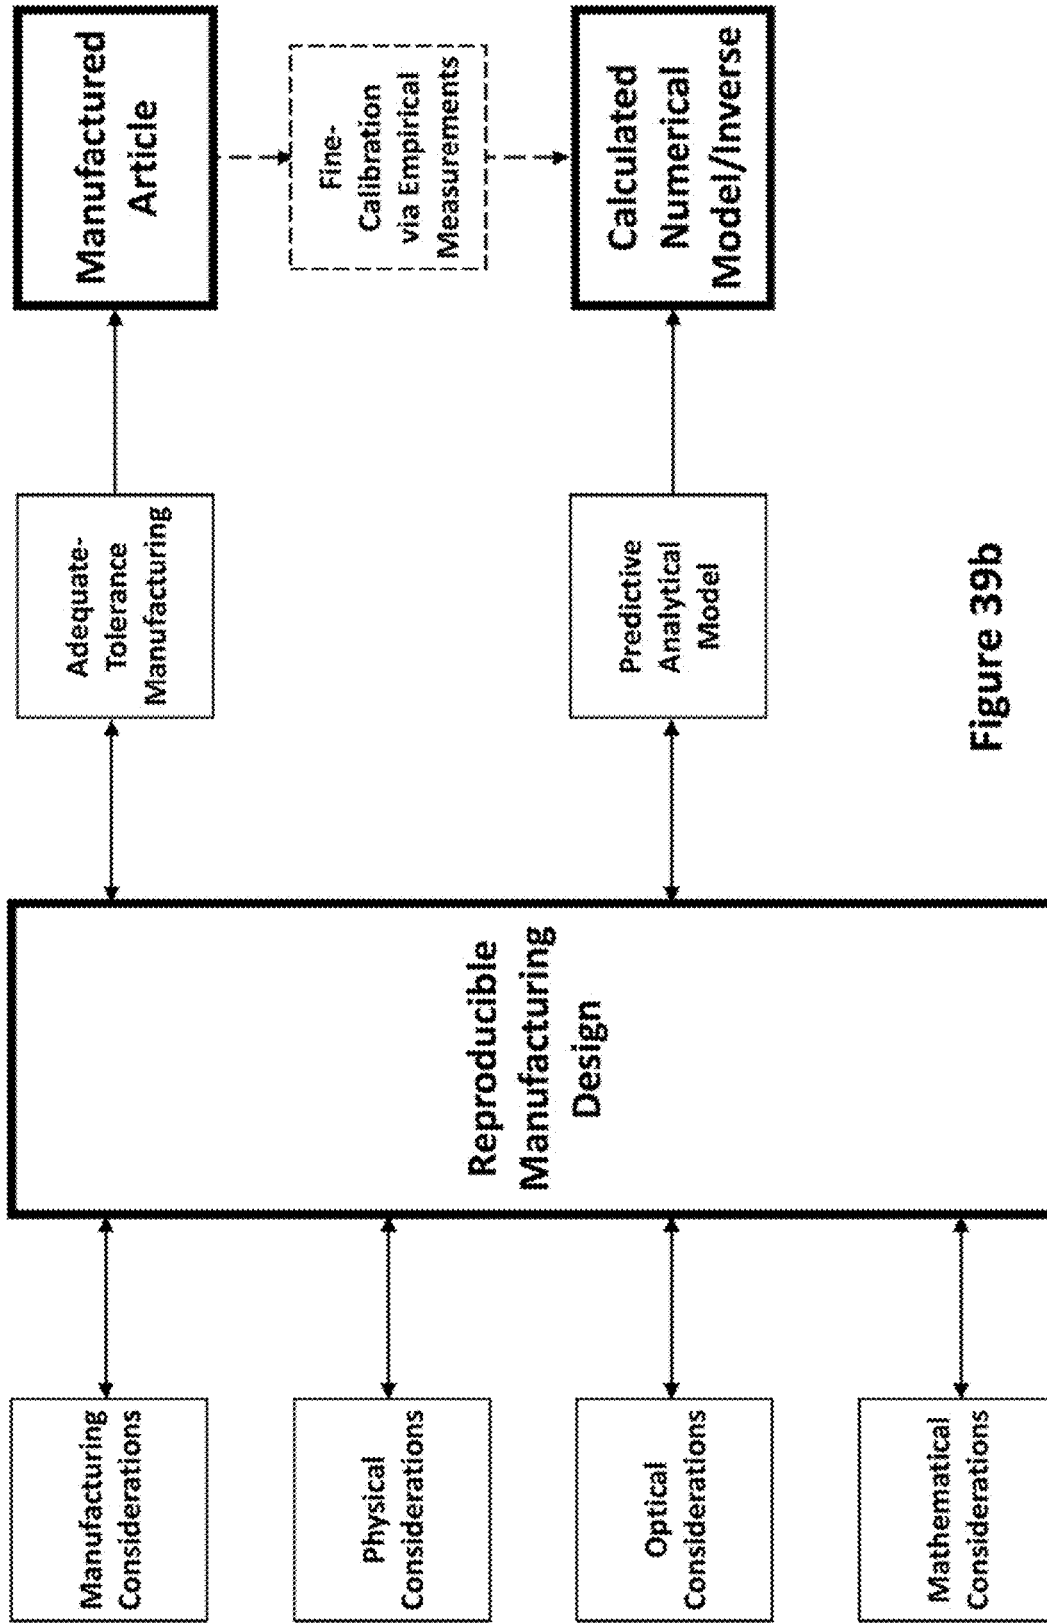 Manufacturing
Considerations
Physical
Considerations
Optical
Considerations
Mathematical
Considerations
Reproducible
Manufacturing
Design
Adequate-
Tolerance
Manufacturing
Predictive
Analytical
Model
Manufactured
Article
Fine-
Calibration
via Empirical
Measurements
Calculated
Numerical
Model/Inverse
Figure 39b